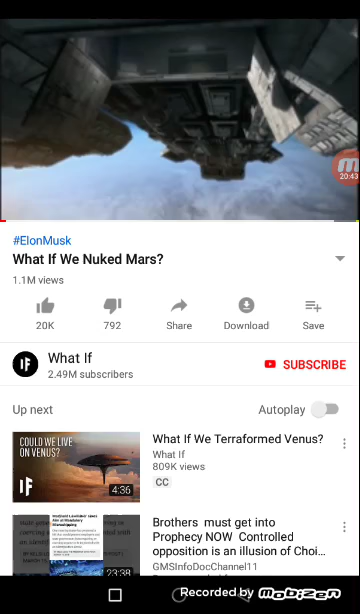 20:43
#ElonMusk
What If We Nuked Mars?
1.1M views
20K
792
Share
Download
Save
IF
What If
2.49M subscribers
SUBSCRIBE
Up next
Autoplay
COULD WE LIVE
ON VENUS?
IF
4:36
What If We Terraformed Venus?
What If
809K views
CC
23:38
Brothers must get into
Prophecy NOW Controlled
opposition is an illusion of Choi...
GMSInfoDocChannel11
Recorded by mobizen